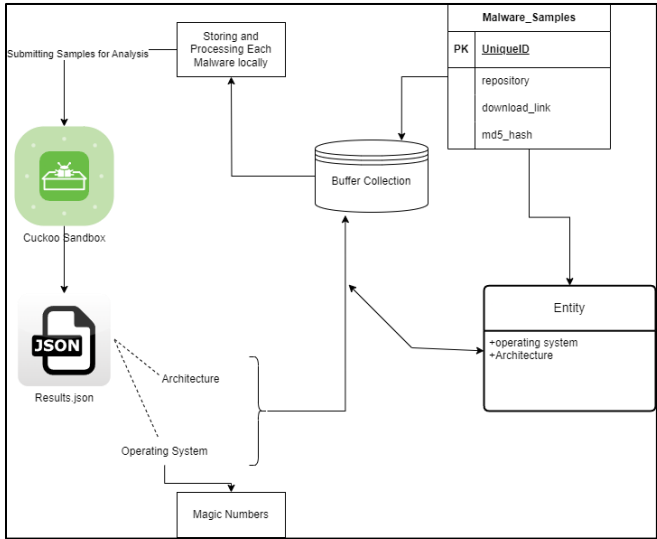 Malware_Samples
PK UniqueID
repository
download_link
md5_hash
Storing and
Processing Each
Malware locally
Submitting Samples for Analysis
Buffer Collection
Cuckoo Sandbox
JSON
Results.json
Architecture
Operating System
Magic Numbers
Entity
+operating system
+Architecture